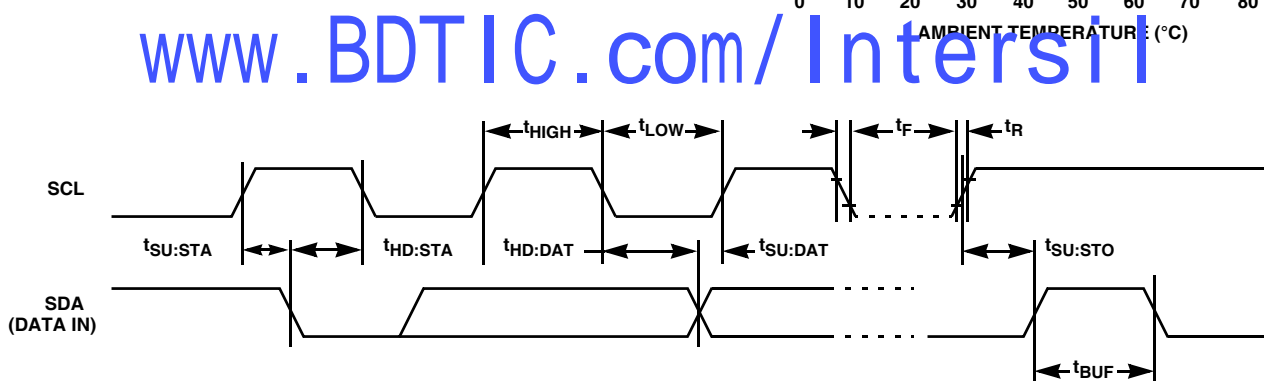 0 10 20 30 40 50 60 70 80
AMBIENT TEMPERATURE (°C)
www.BDTIC.com/Intersil
tHIGH tLOW tF tR
SCL
tSU:STA tHD:STA tHD:DAT tSU:DAT tSU:STO
SDA
(DATA IN)
tBUF